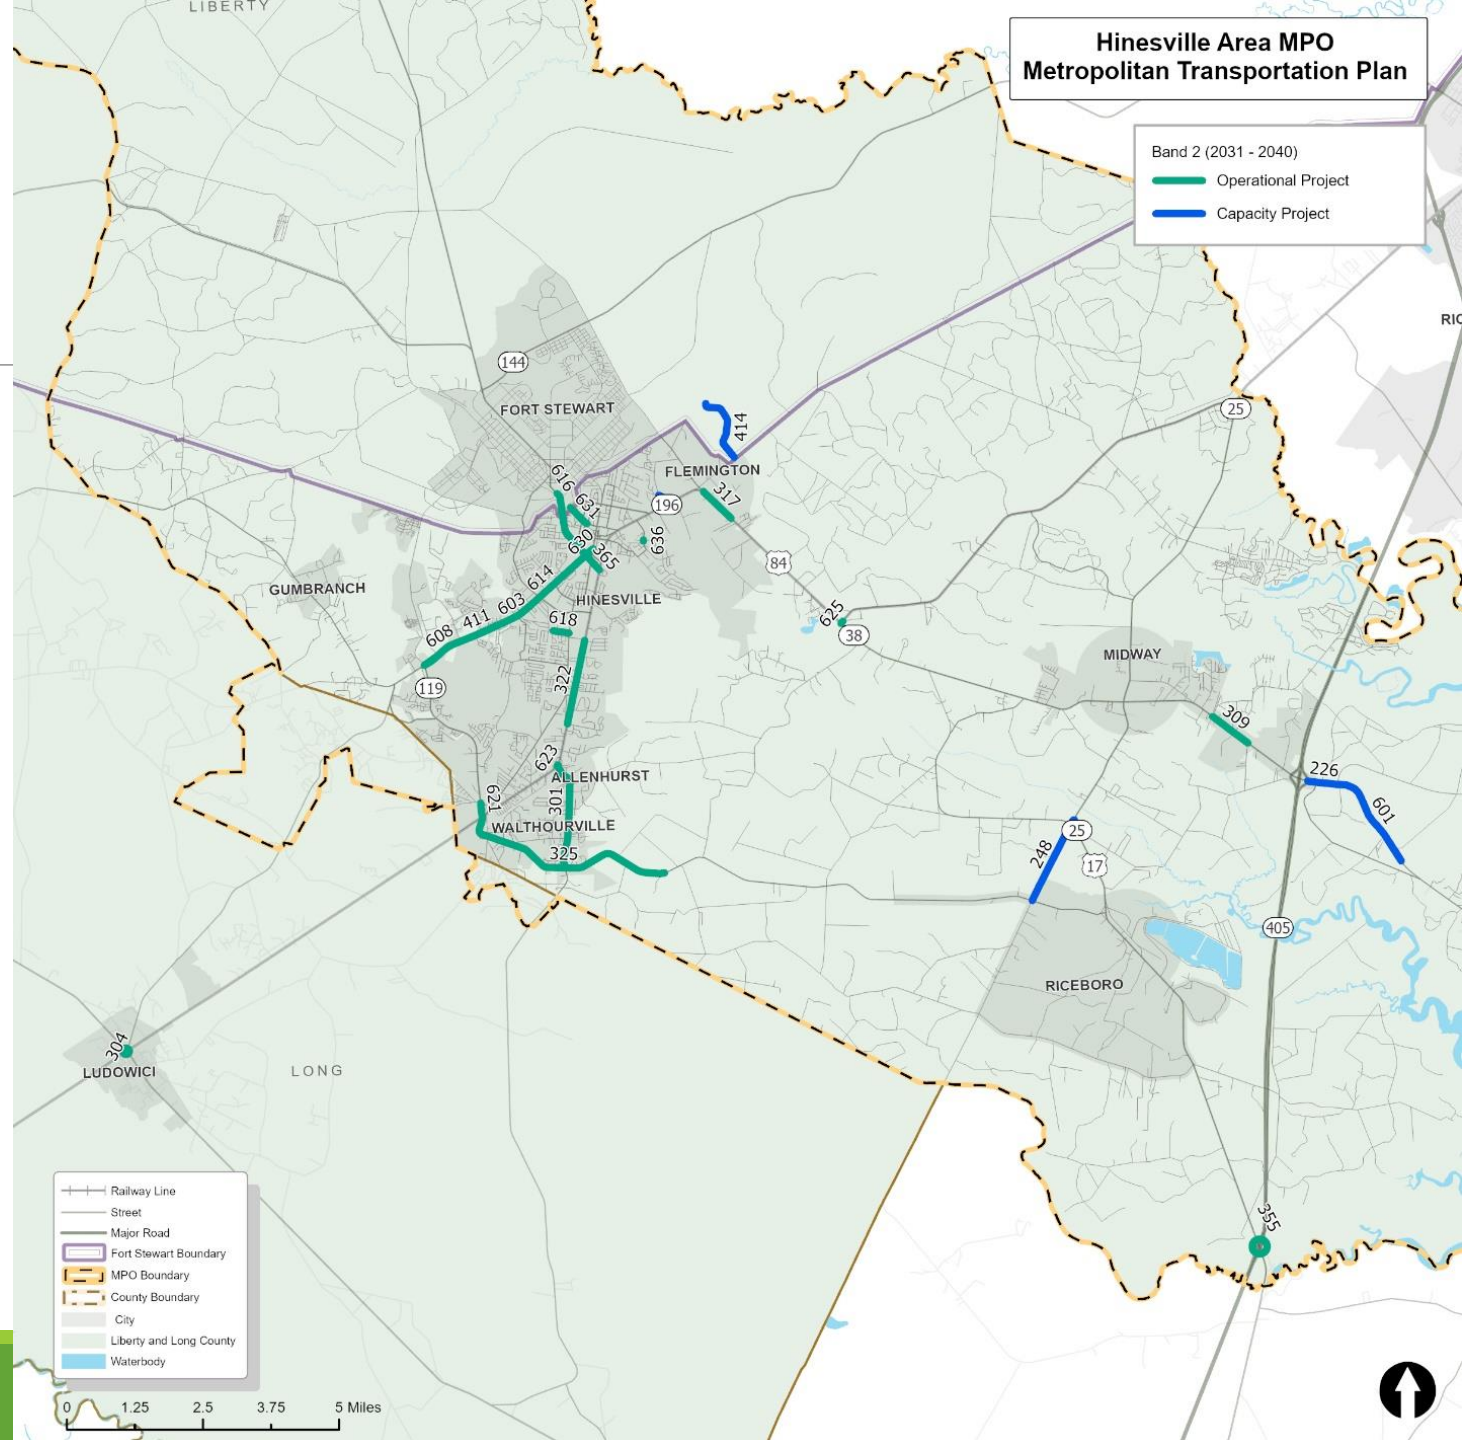 LIBERTY
Hinesville Area MPO
Metropolitan Transportation Plan
Band 2 (2031 - 2040)
Operational Project
Capacity Project
RIC
144
FORT STEWART
25
414
FLEMINGTON
616
631
196
317
630
365
636
84
614
GUMBRANCH
603
HINESVILLE
411
618
625
608
38
MIDWAY
322
119
309
623
ALLENHURST
226
621
301
601
WALTHOURVILLE
25
325
248
17
405
RICEBORO
304
LUDOWICI
LONG
355
Railway Line
Street
Major Road
Fort Stewart Boundary
MPO Boundary
County Boundary
City
Liberty and Long County
Waterbody
0 1.25 2.5 3.75 5 Miles